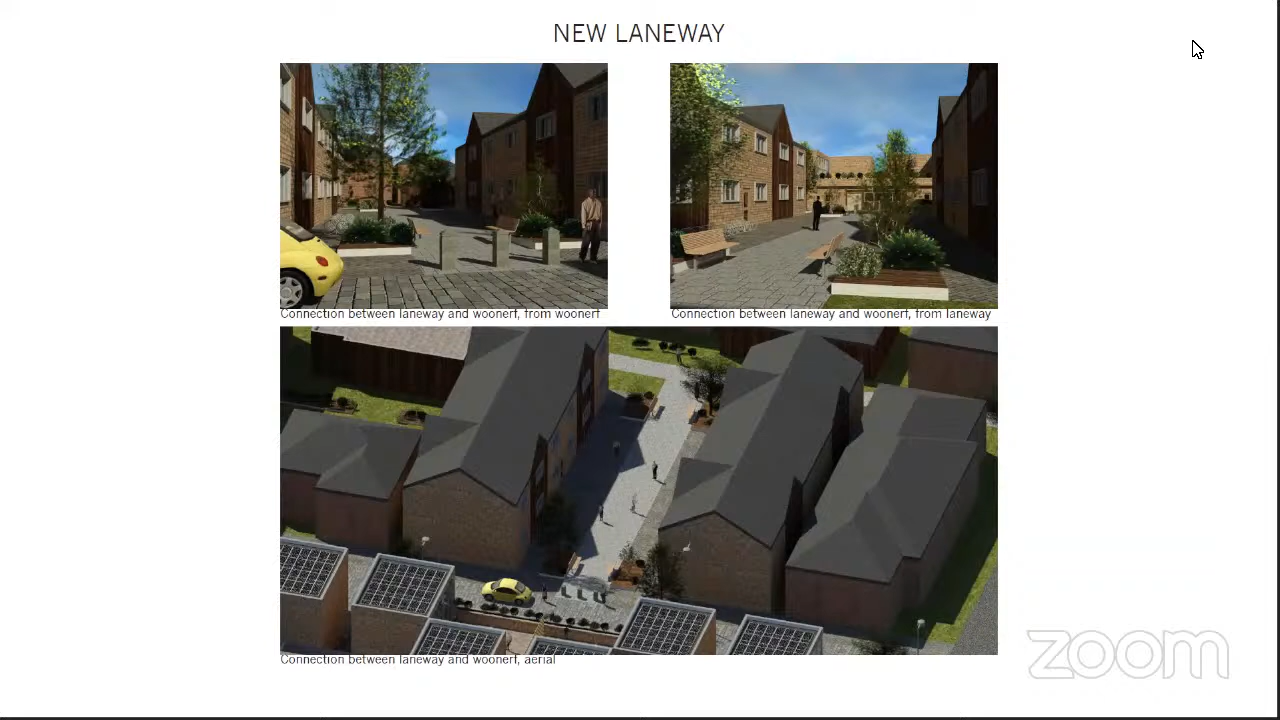 NEW LANEWAY
Connection between laneway and woonerf, from woonerf
Connection between laneway and woonerf, from laneway
Connection between laneway and woonerf, aerial
zoom